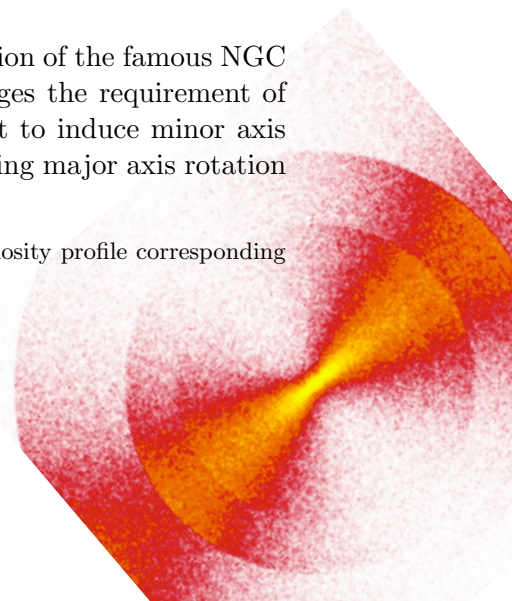 ion of the famous NGC
ges the requirement of
t to induce minor axis
ing major axis rotation
osity profile corresponding